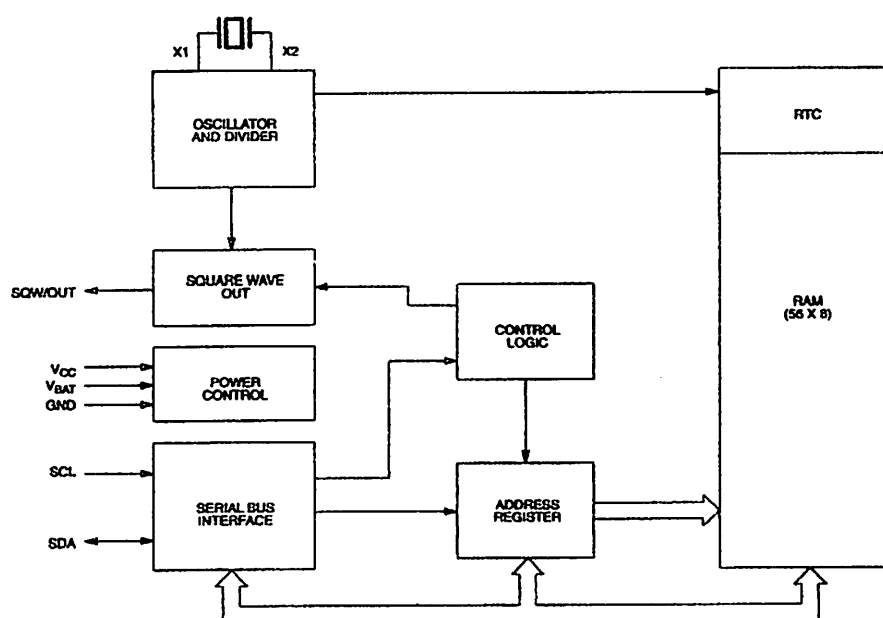 X1
X2
OSCILLATOR
AND DIVIDER
RTC
SQUARE WAVE
OUT
SQW/OUT
CONTROL
LOGIC
RAM
(56 X 8)
VCC
VBAT
GND
POWER
CONTROL
SCL
SDA
SERIAL BUS
INTERFACE
ADDRESS
REGISTER